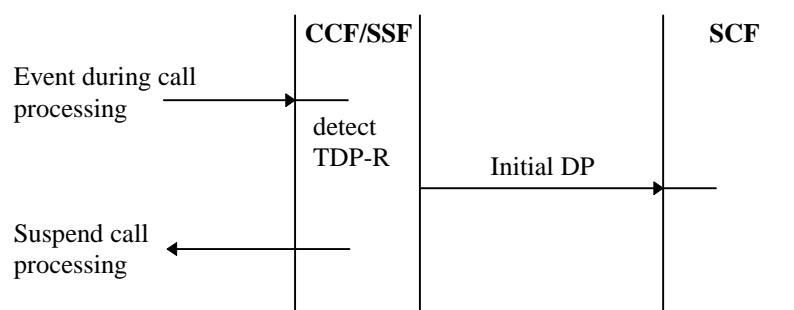 CCF/SSF
SCF
Event during call
processing
detect
TDP-R
Initial DP
Suspend call
processing